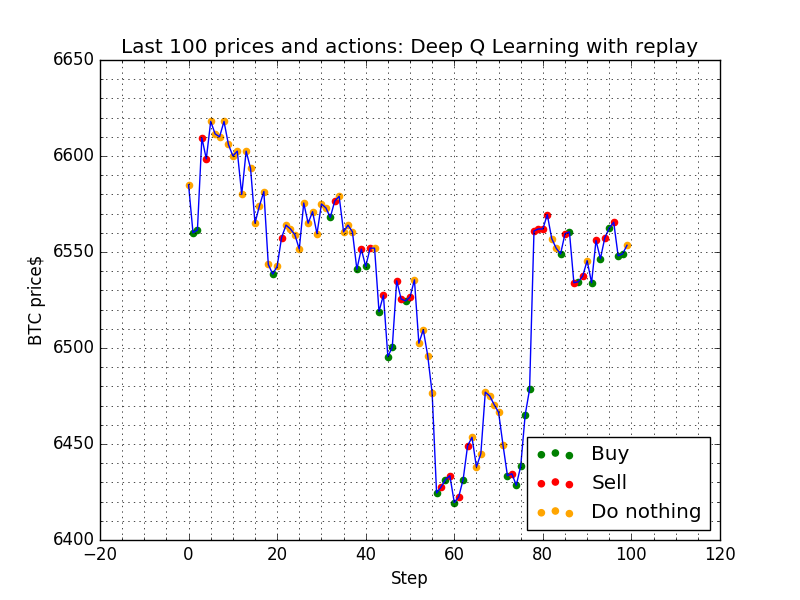 Last 100 prices and actions: Deep Q Learning with replay
6650
6600
6550
6500
6450
6400
BTC price$
Buy
Sell
Do nothing
−20 0 20 40 60 80 100 120
Step